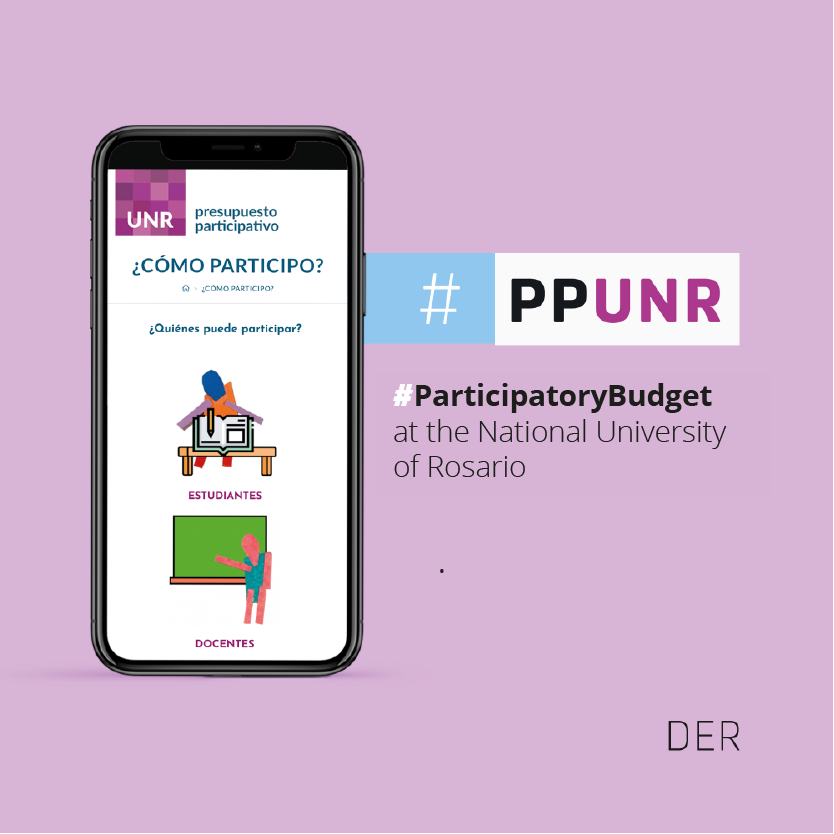 UNR
presupuesto
participativo
¿CÓMO PARTICIPO?
¿CÓMO PARTICIPO?
¿Quiénes puede participar?
ESTUDIANTES
DOCENTES
# PPUNR
#ParticipatoryBudget
at the National University
of Rosario
.
DER